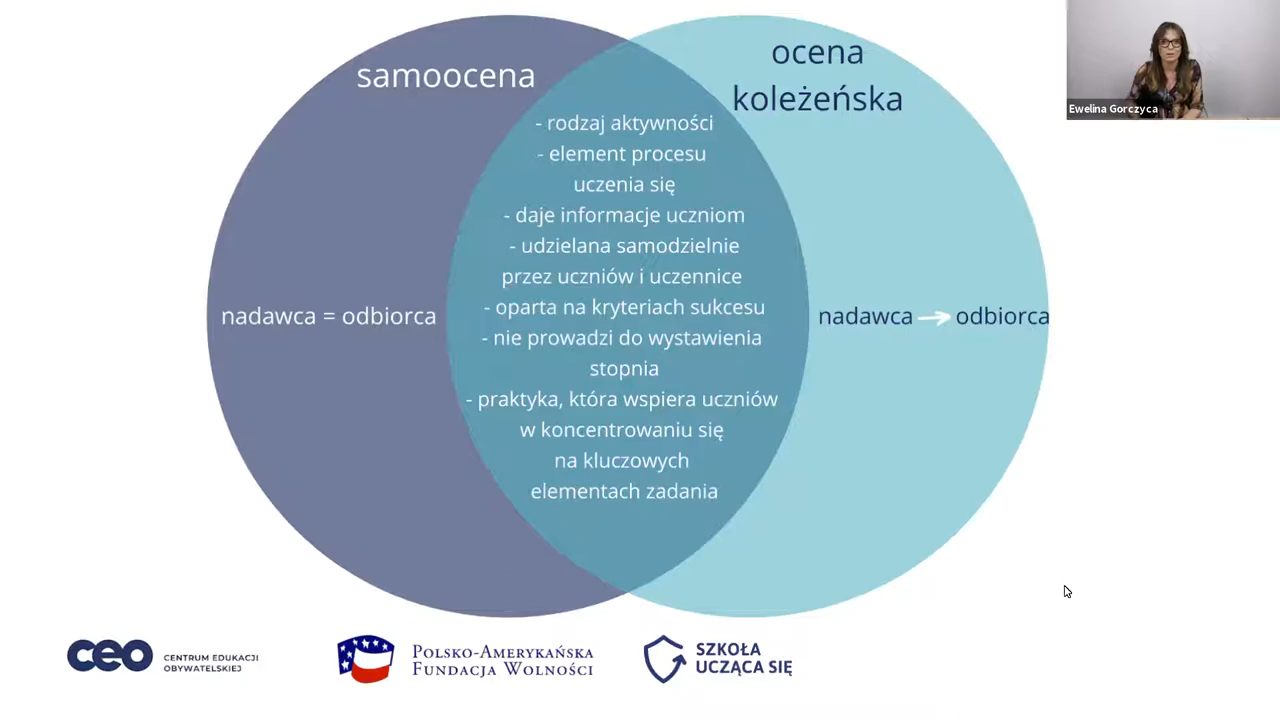 samoocena
ocena
koleżeńska
- rodzaj aktywności
- element procesu
uczenia się
- daje informacje uczniom
- udzielana samodzielnie
przez uczniów i uczennice
- oparta na kryteriach sukcesu
- nie prowadzi do wystawienia
stopnia
- praktyka, która wspiera uczniów
w koncentrowaniu się
na kluczowych
elementach zadania
nadawca = odbiorca
nadawca → odbiorca
Ewelina Gorczyca
ceo CENTRUM EDUKACJI
OBYWATELSKIEJ
POLSKO-AMERYKAŃSKA
FUNDACJA WOLNOŚCI
SZKOŁA
UCZĄCA SIĘ